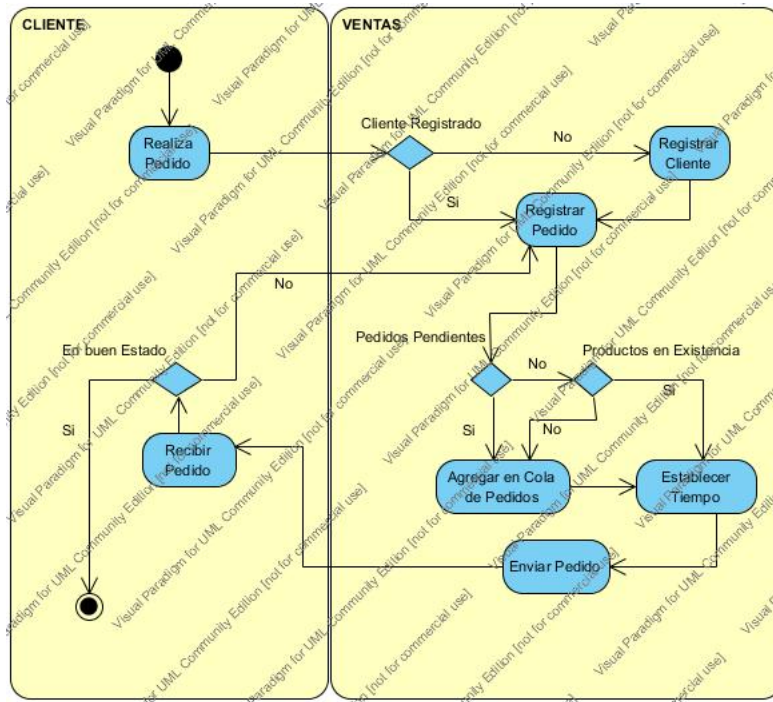 CLIENTE
VENTAS
Cliente Registrado
No
Realiza
Pedido
Registrar
Cliente
Si
Registrar
Pedido
No
Pedidos Pendientes
Productos en Existencia
En buen Estado
No
Si
Si
Si
No
Recibir
Pedido
Agregar en Cola
de Pedidos
Establecer
Tiempo
Enviar Pedido
Visual Paradigm for UML Community Edition [not for commercial use]